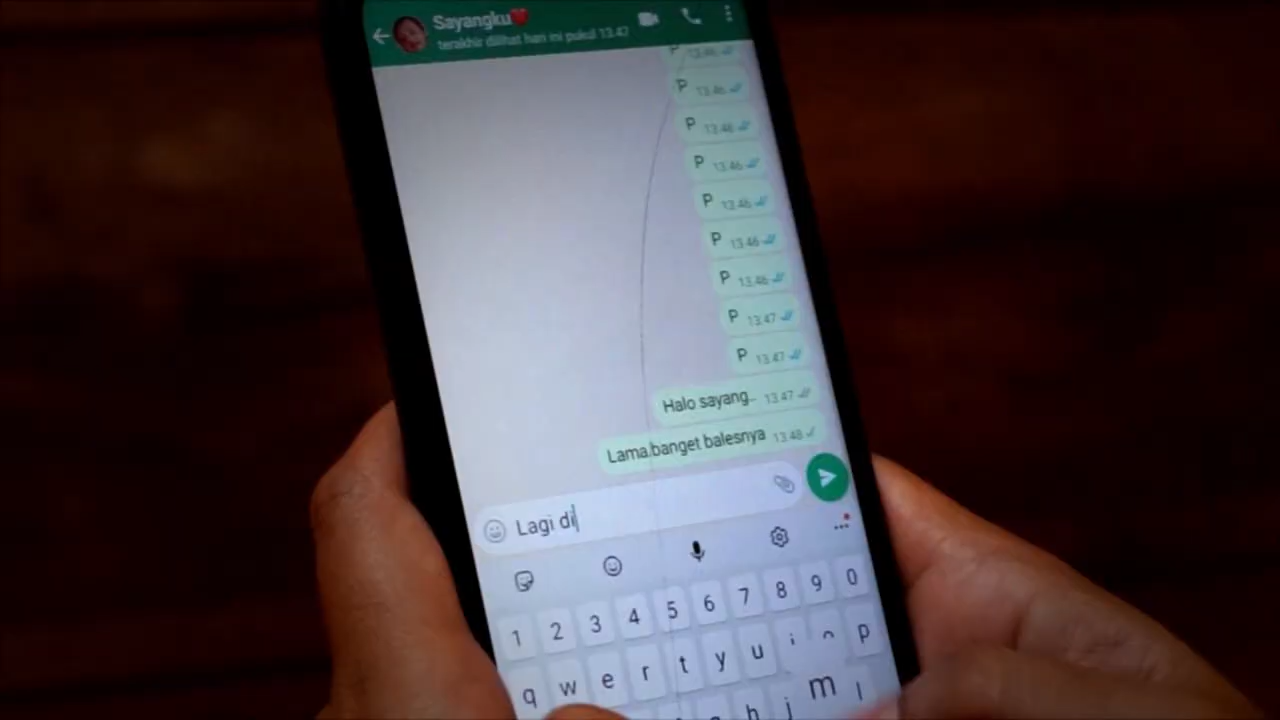 Sayangku❤️
terakhir dilihat hari ini pukul 13.47
P 13.46
P 13.46
P 13.46
P 13.46
P 13.46
P 13.46
P 13.46
P 13.47
P 13.47
Halo sayang.. 13.47
Lama banget balesnya 13.48
Lagi di
1 2 3 4 5 6 7 8 9 0
q w e r t y u i p
h j m l